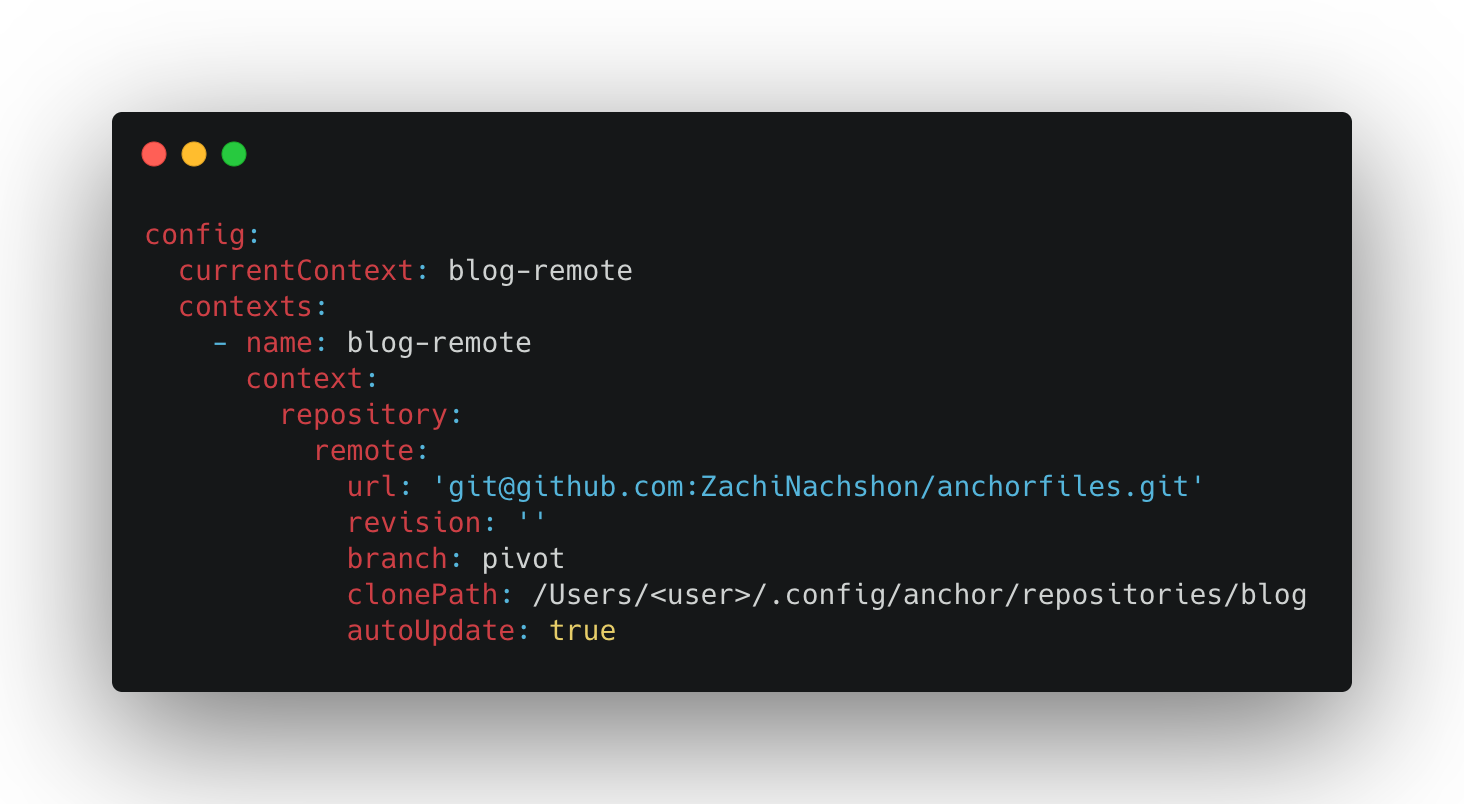 config:
  currentContext: blog-remote
  contexts:
    - name: blog-remote
      context:
        repository:
          remote:
            url: 'git@github.com:ZachiNachshon/anchorfiles.git'
            revision: ''
            branch: pivot
            clonePath: /Users/<user>/.config/anchor/repositories/blog
            autoUpdate: true